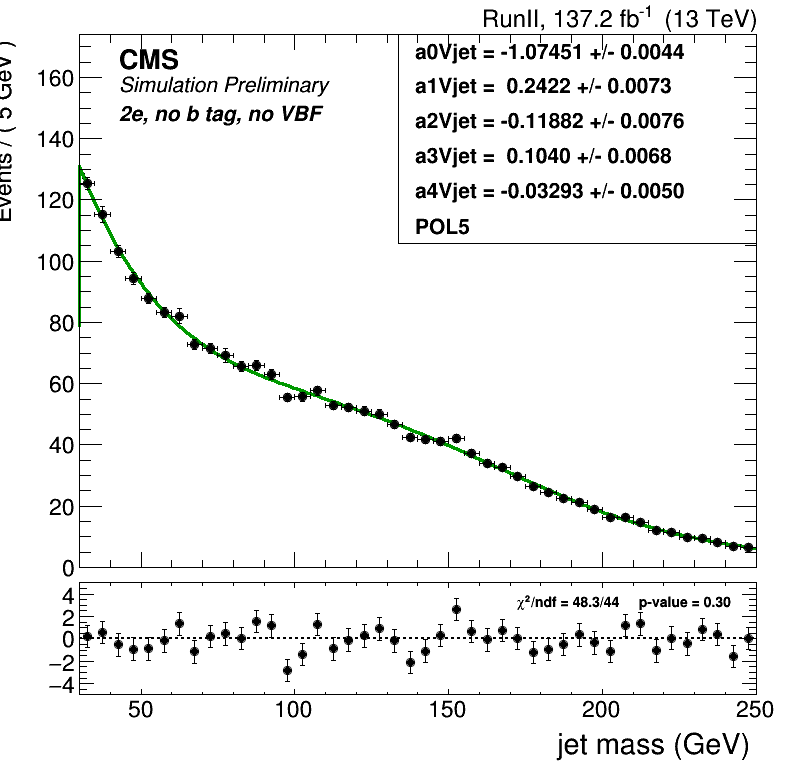 RunII, 137.2 fb-1 (13 TeV)
CMS
Simulation Preliminary
2e, no b tag, no VBF
a0Vjet = -1.07451 +/- 0.0044
a1Vjet = 0.2422 +/- 0.0073
a2Vjet = -0.11882 +/- 0.0076
a3Vjet = 0.1040 +/- 0.0068
a4Vjet = -0.03293 +/- 0.0050
POL5
Events / ( 5 GeV )
160
140
120
100
80
60
40
20
0
χ2/ndf = 48.3/44 p-value = 0.30
4
2
0
−2
−4
50 100 150 200 250
jet mass (GeV)